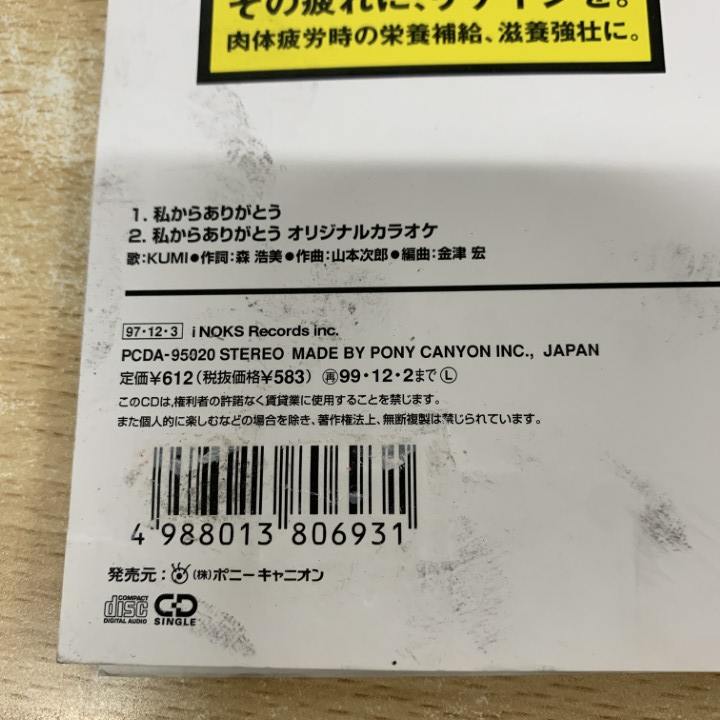 その疲れに、リゲインを。
肉体疲労時の栄養補給、滋養強壮に。
1. 私からありがとう
2. 私からありがとう オリジナルカラオケ
歌:KUMI●作詞:森 浩美●作曲:山本次郎●編曲:金津 宏
97・12・3 i NOKS Records inc.
PCDA-95020 STEREO MADE BY PONY CANYON INC., JAPAN
定価¥612(税抜価格¥583) 再99・12・2まで L
このCDは、権利者の許諾なく賃貸業に使用することを禁じます。
また個人的に楽しむなどの場合を除き、著作権法上、無断複製は禁じられています。
4 988013 806931
発売元: (株)ポニーキャニオン
COMPACT disc DIGITAL AUDIO CD SINGLE